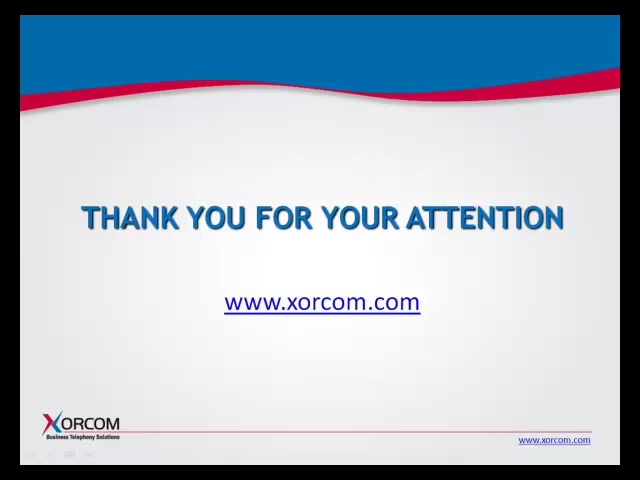 THANK YOU FOR YOUR ATTENTION
www.xorcom.com
XORCOM
Business Telephony Solutions
www.xorcom.com